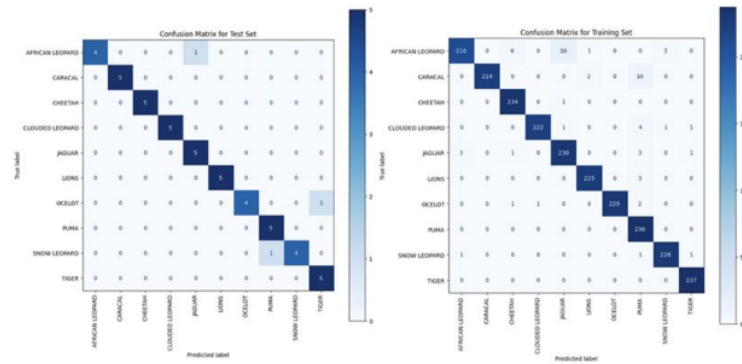 Confusion Matrix for Test Set
AFRICAN LEOPARD 4 0 0 0 1 0 0 0 0 0
CARACAL 0 5 0 0 0 0 0 0 0 0
CHEETAH 0 0 5 0 0 0 0 0 0 0
CLOUDED LEOPARD 0 0 0 5 0 0 0 0 0 0
JAGUAR 0 0 0 0 5 0 0 0 0 0
LIONS 0 0 0 0 0 5 0 0 0 0
OCELOT 0 0 0 0 0 0 4 0 0 1
PUMA 0 0 0 0 0 0 0 5 0 0
SNOW LEOPARD 0 0 0 0 0 0 0 1 4 0
TIGER 0 0 0 0 0 0 0 0 0 5
True label
AFRICAN LEOPARD
CARACAL
CHEETAH
CLOUDED LEOPARD
JAGUAR
LIONS
OCELOT
PUMA
SNOW LEOPARD
TIGER
Predicted label
5
4
3
2
1
0
Confusion Matrix for Training Set
AFRICAN LEOPARD 0 6 0 16 1 0 0 3 0
CARACAL 0 224 0 0 0 2 0 10 0 0
CHEETAH 0 0 234 0 1 0 0 0 0 0
CLOUDED LEOPARD 0 0 0 222 1 0 0 4 1 1
JAGUAR 3 0 1 0 230 0 0 3 0 1
LIONS 0 0 0 0 0 225 0 3 0 0
OCELOT 0 0 1 1 0 0 229 2 0 0
PUMA 0 0 0 0 0 0 0 0 0
SNOW LEOPARD 1 0 0 0 0 0 0 1 1
TIGER 0 0 0 0 0 0 0 0 0 237
True label
AFRICAN LEOPARD
CARACAL
CHEETAH
CLOUDED LEOPARD
JAGUAR
LIONS
OCELOT
PUMA
SNOW LEOPARD
TIGER
Predicted label